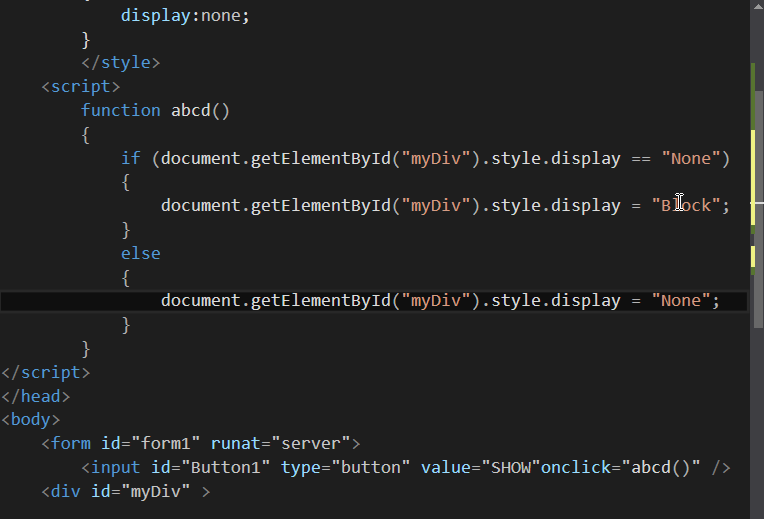 display:none;
}
</style>
<script>
function abcd()
{
if (document.getElementById("myDiv").style.display == "None")
{
document.getElementById("myDiv").style.display = "Block";
}
else
{
document.getElementById("myDiv").style.display = "None";
}
}
</script>
</head>
<body>
<form id="form1" runat="server">
<input id="Button1" type="button" value="SHOW"onclick="abcd()" />
<div id="myDiv" >